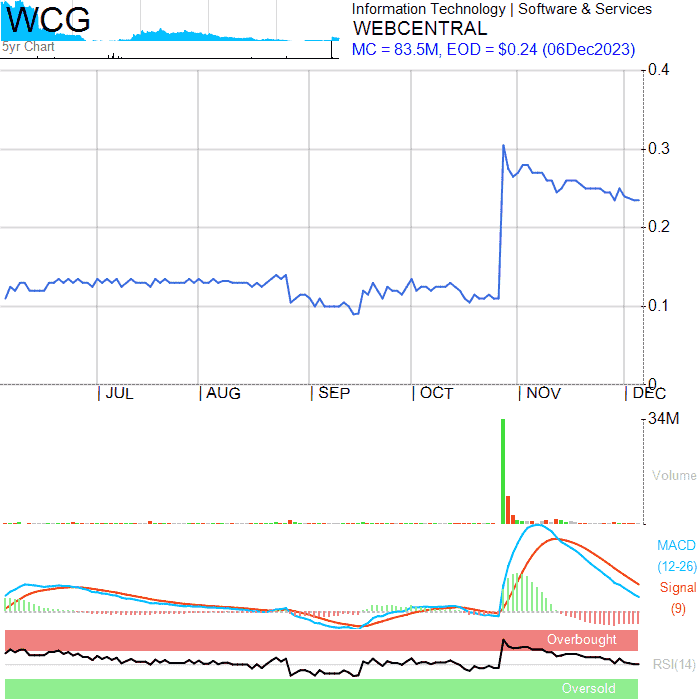 WCG
5yr Chart
Information Technology | Software & Services
WEBCENTRAL
MC = 83.5M, EOD = $0.24 (06Dec2023)
0.4
0.3
0.2
0.1
0
| JUL | AUG | SEP | OCT | NOV | DEC
34M
Volume
MACD
(12-26)
Signal
(9)
Overbought
RSI(14)
Oversold